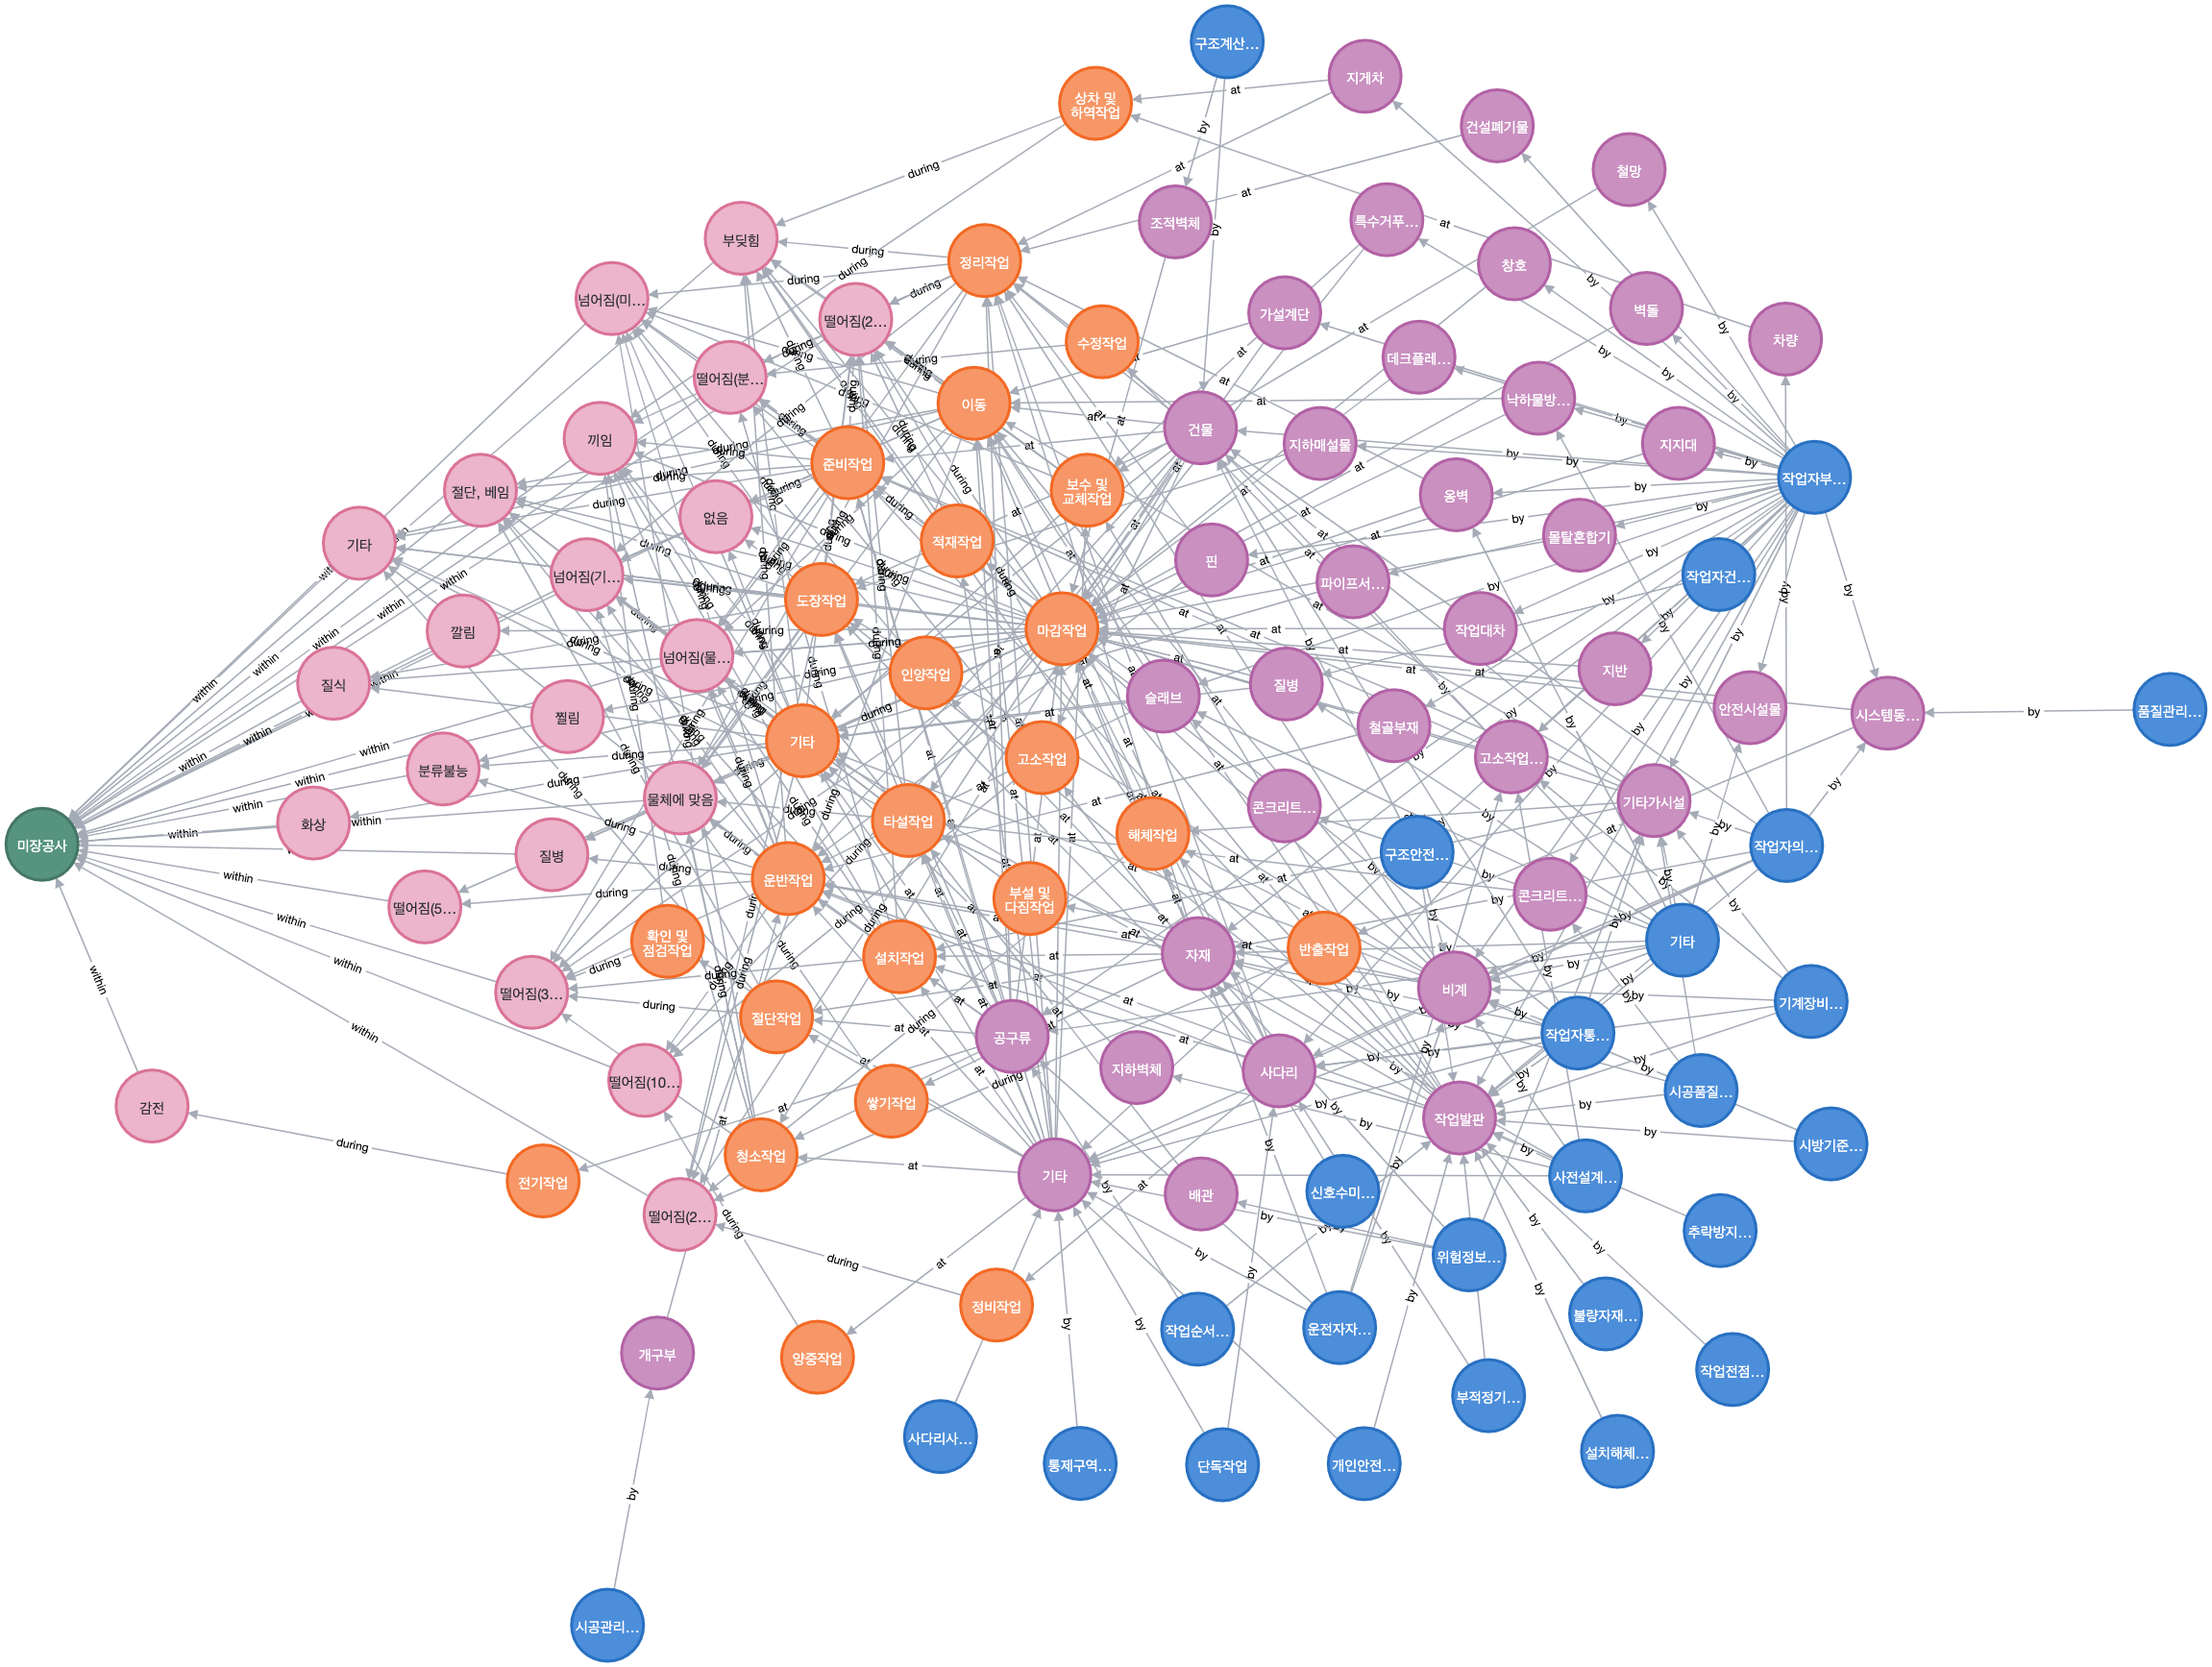 구조계산...
지게차
상차 및
하역작업
건설폐기물
철망
조적벽체
특수거푸...
부딪힘
정리작업
창호
넘어짐(미...
떨어짐(2...
가설계단
벽돌
수정작업
차량
데크플레...
떨어짐(분...
이동
낙하물방...
건물
끼임
지하매설물
지지대
준비작업
작업자부...
절단, 베임
보수 및
교체작업
옹벽
없음
적재작업
몰탈혼합기
기타
핀
넘어짐(기...
파이프서...
작업자건...
도장작업
깔림
마감작업
작업대차
넘어짐(물...
인양작업
지반
질식
질병
슬래브
안전시설물
시스템동...
품질관리...
찜림
철골부재
기타
고소작업
고소작업...
분류불능
물체에 맞음
기타가시설
콘크리트...
화상
타설작업
해체작업
미장공사
작업자의...
질병
구조안전...
운반작업
콘크리트...
떨어짐(5...
부설 및
다짐작업
확인 및
점검작업
기타
반출작업
설치작업
자재
떨어짐(3...
비계
기계장비...
절단작업
공구류
작업자통...
지하벽체
사다리
떨어짐(10...
시공품질...
쌓기작업
감전
작업발판
시방기준...
청소작업
기타
사전설계...
전기작업
배관
신호수미...
떨어짐(2...
추락방지...
위험정보...
정비작업
불량자재...
작업순서...
운전자자...
개구부
양중작업
작업전점...
부적정기...
사다리사...
통제구역...
단독작업
개인안전...
설치해체...
시공관리...
within
during
at
by